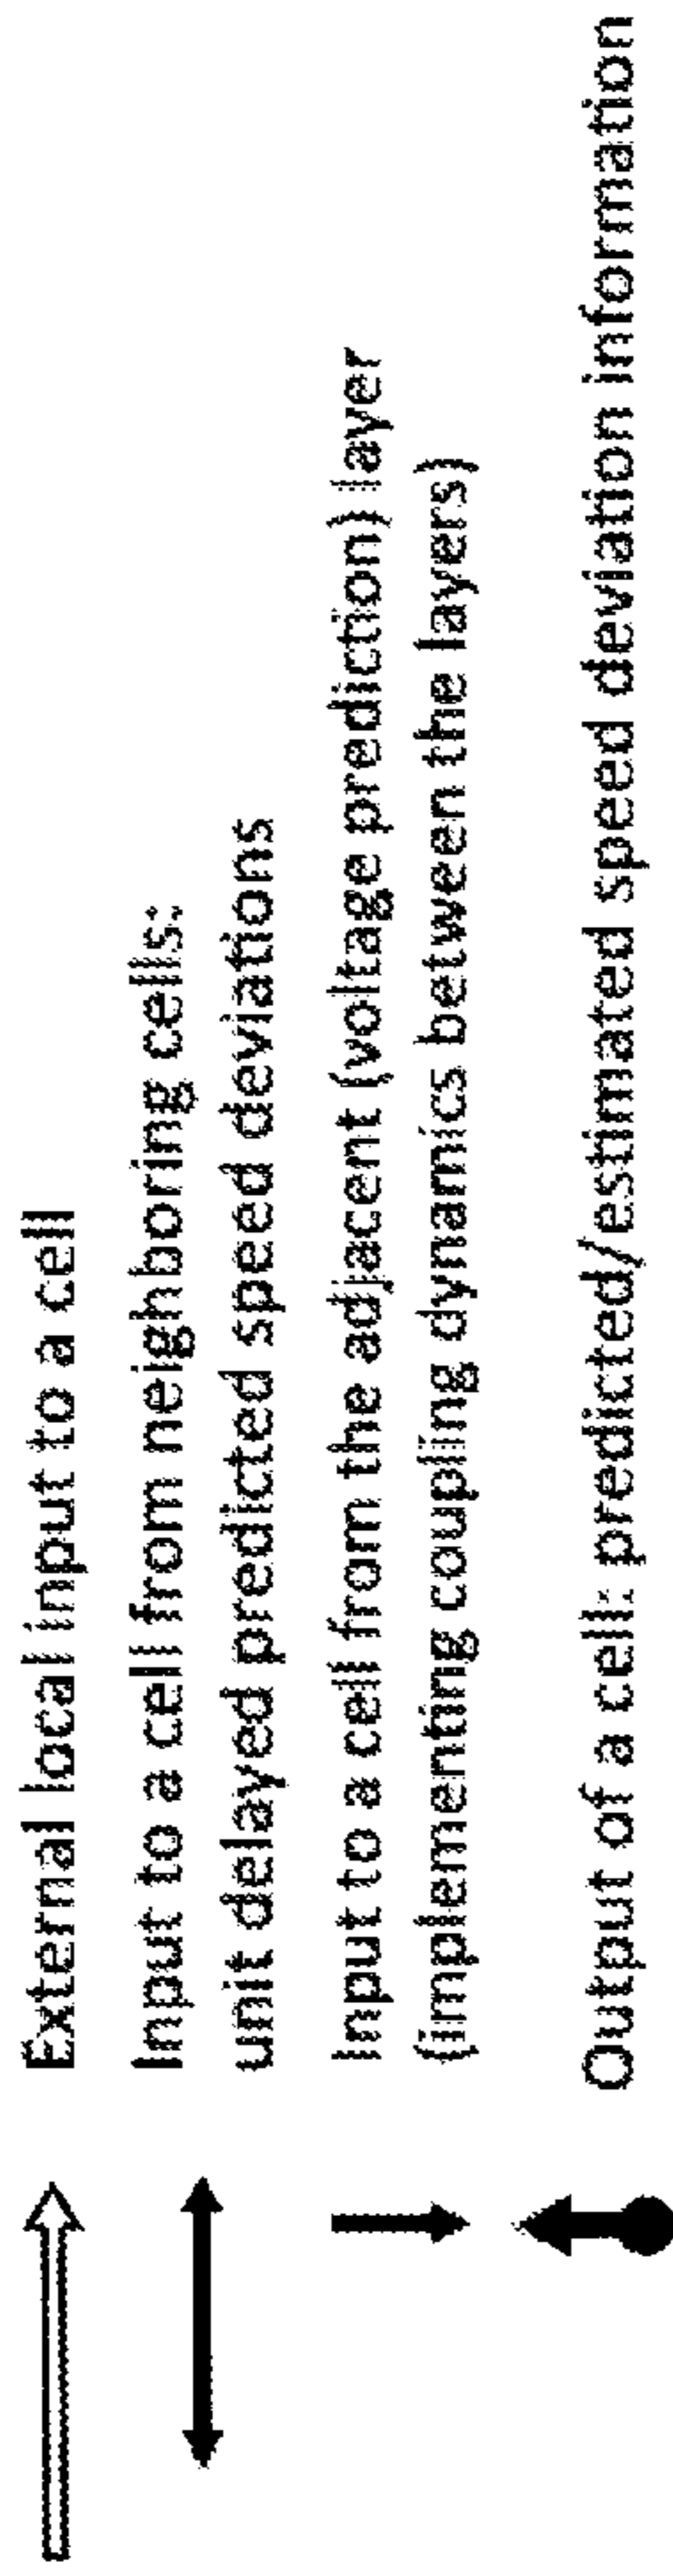 External local input to a cell
Input to a cell from neighboring cells:
unit delayed predicted speed deviations
Input to a cell from the adjacent (voltage prediction) layer
(implementing coupling dynamics between the layers)
Output of a cell: predicted/estimated speed deviation information